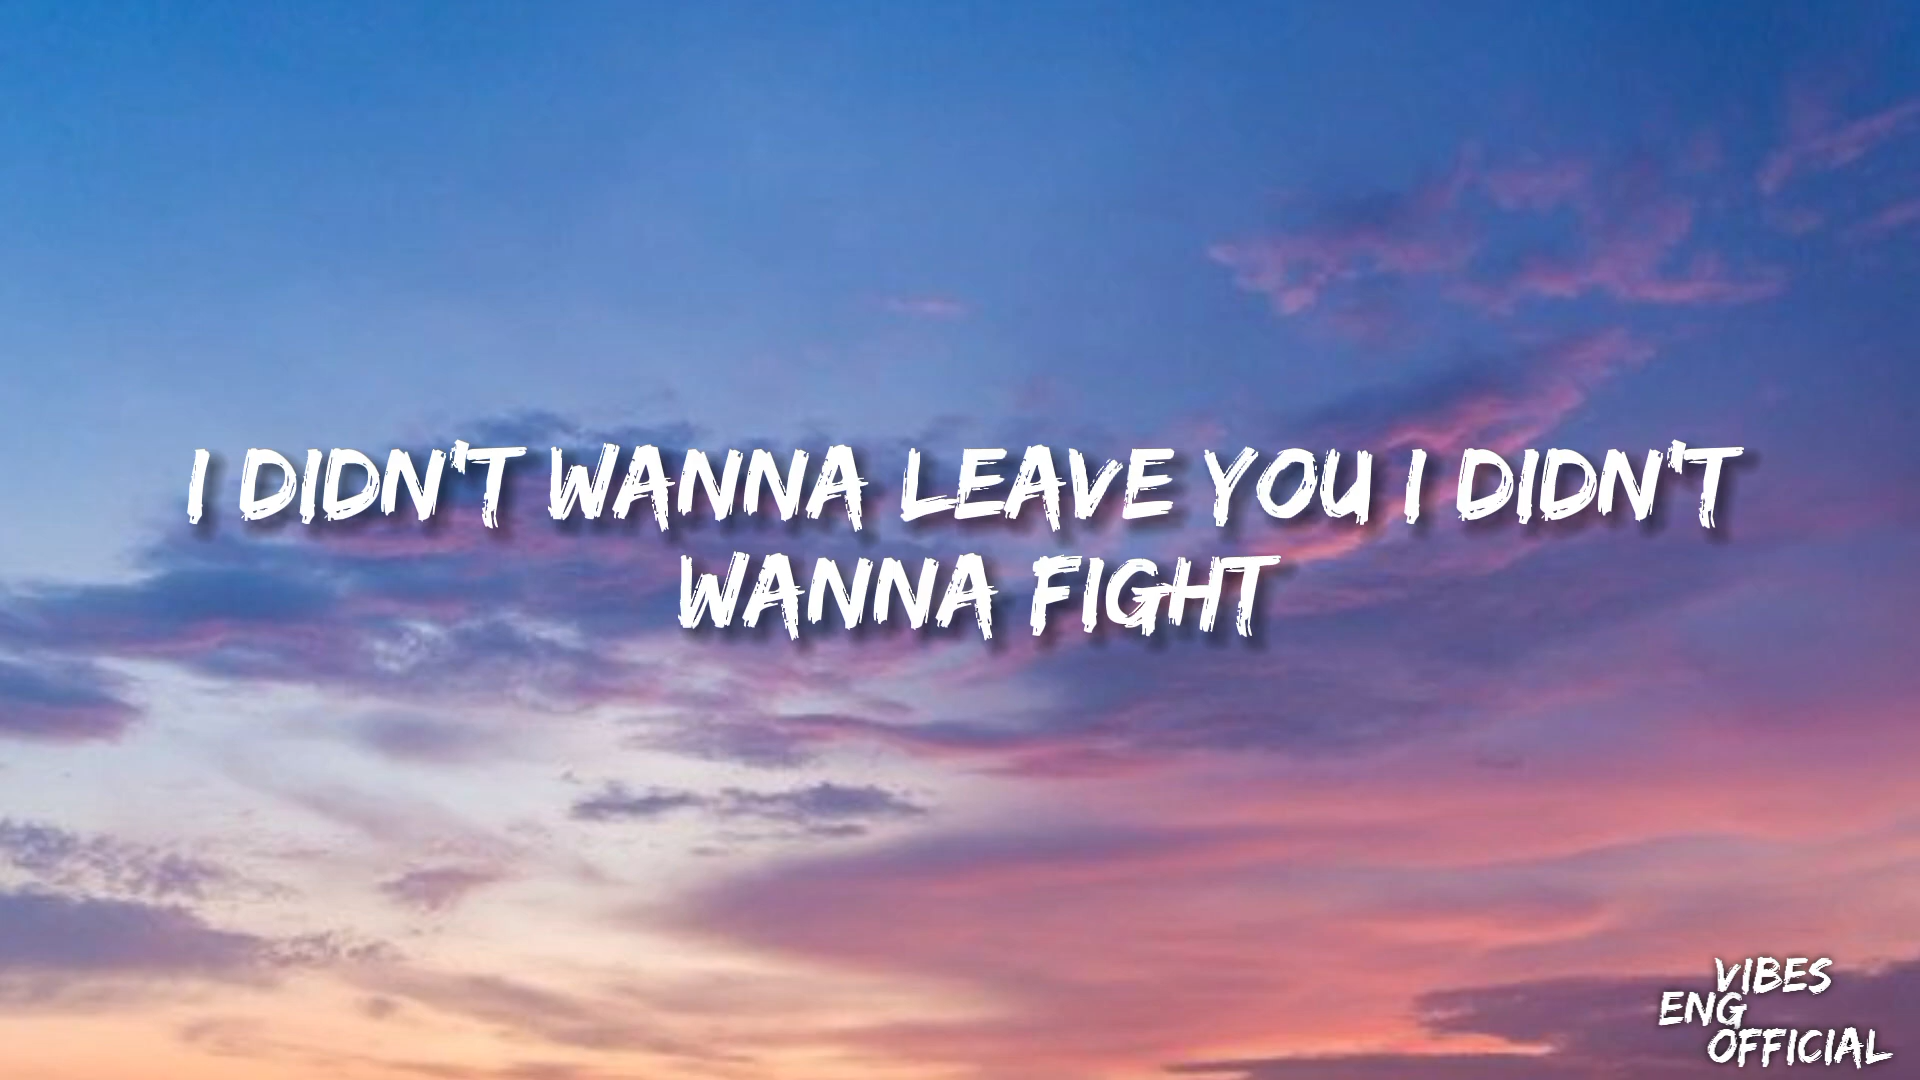 I DIDN'T WANNA LEAVE YOU I DIDN'T
WANNA FIGHT
VIBES
ENG
OFFICIAL